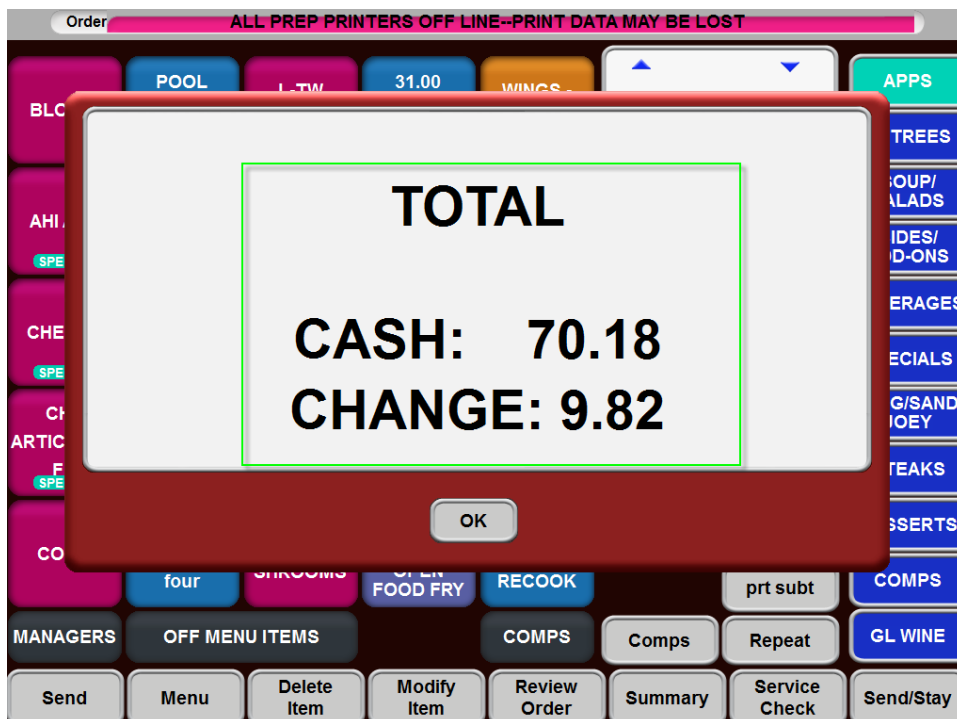 Order
ALL PREP PRINTERS OFF LINE--PRINT DATA MAY BE LOST
POOL
31.00
APPS
TOTAL
CASH: 70.18
CHANGE: 9.82
OK
four
FOOD FRY
RECOOK
prt subt
COMPS
MANAGERS
OFF MENU ITEMS
COMPS
Comps
Repeat
GL WINE
Send
Menu
Delete
Item
Modify
Item
Review
Order
Summary
Service
Check
Send/Stay